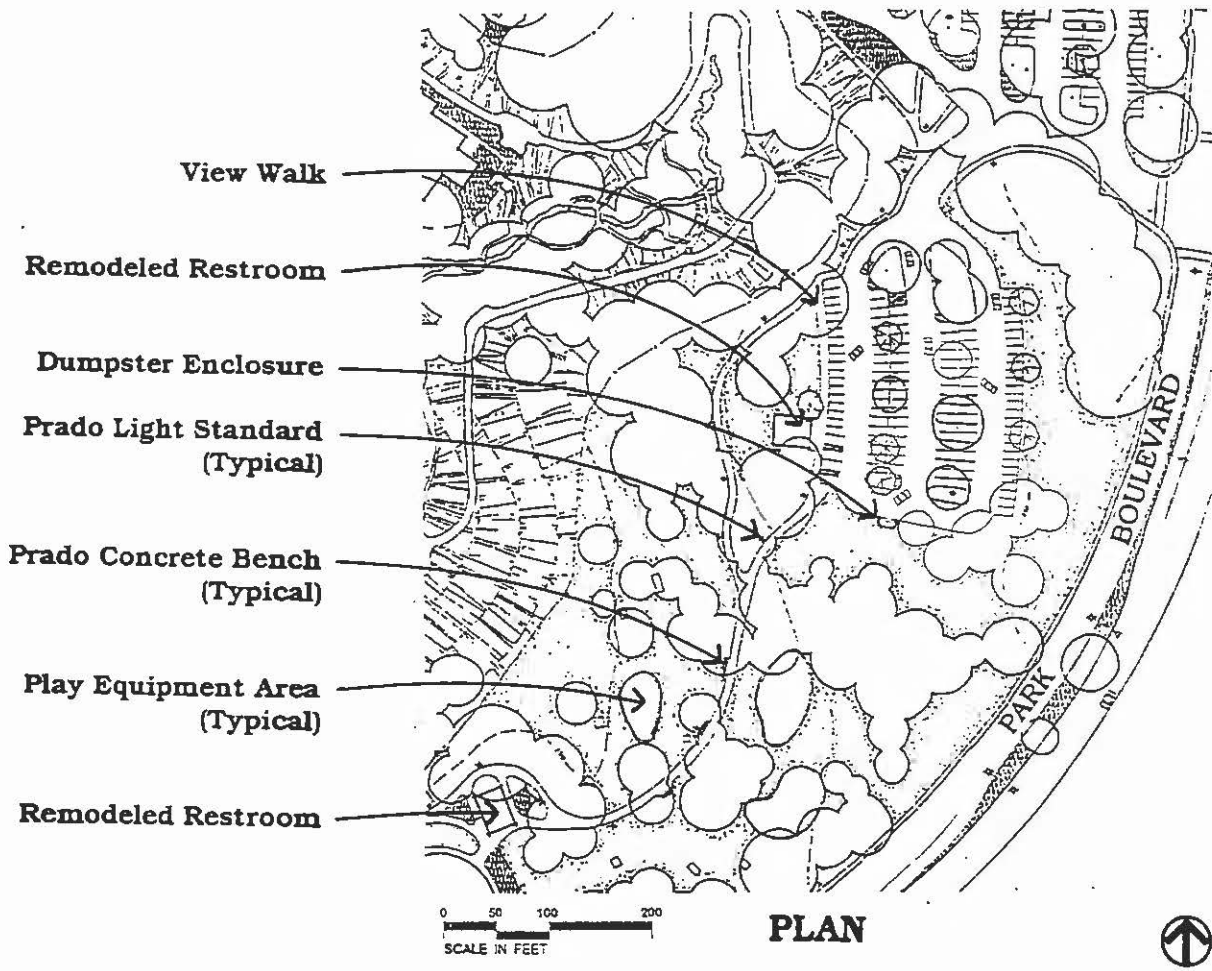 View Walk
Remodeled Restroom
Dumpster Enclosure
Prado Light Standard
(Typical)
Prado Concrete Bench
(Typical)
Play Equipment Area
(Typical)
Remodeled Restroom
PARK BOULEVARD
0 50 100 200
SCALE IN FEET
PLAN